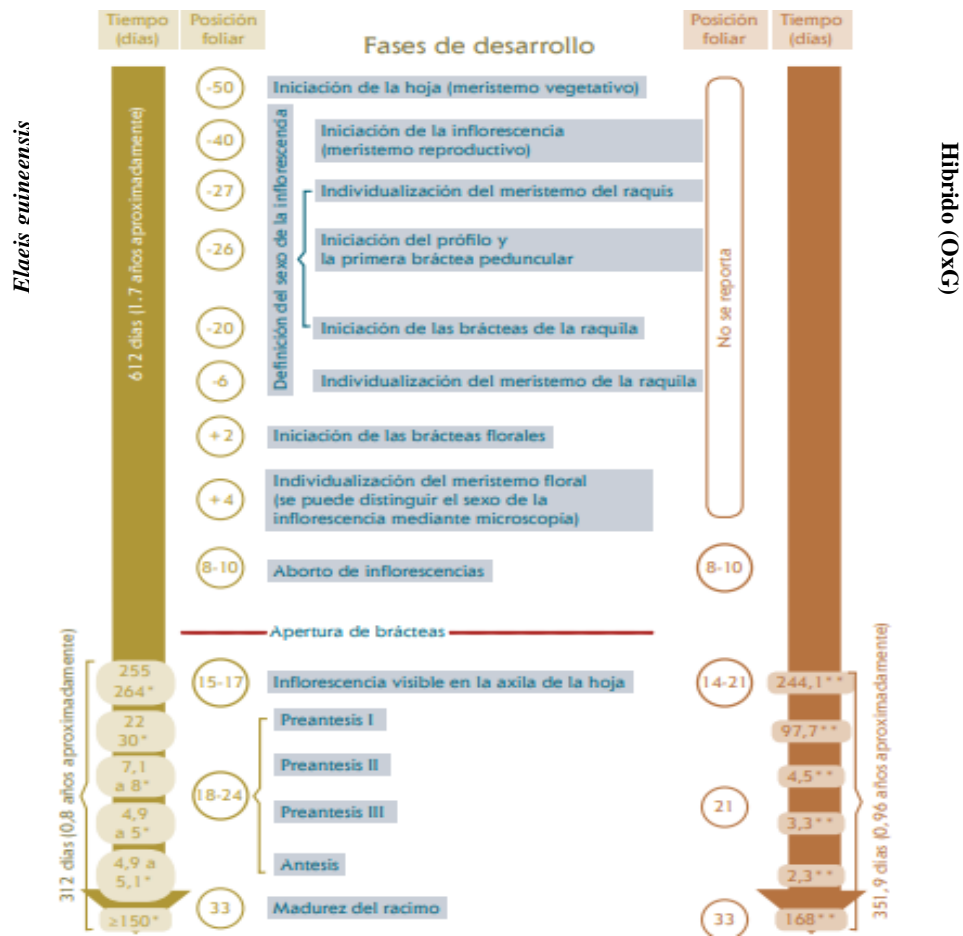 Tiempo
(días)
Posición
foliar
Fases de desarrollo
Posición
foliar
Tiempo
(días)
Elaeis guineensis
612 días (1.7 años aproximadamente)
-50
Iniciación de la hoja (meristemo vegetativo)
Definición del sexo de la inflorescencia
-40
Iniciación de la inflorescencia
(meristemo reproductivo)
-27
Individualización del meristemo del raquis
-26
Iniciación del prófilo y
la primera bráctea peduncular
-20
Iniciación de las brácteas de la raquila
-6
Individualización del meristemo de la raquila
+2
Iniciación de las brácteas florales
+4
Individualización del meristemo floral
(se puede distinguir el sexo de la
inflorescencia mediante microscopía)
No se reporta
Hibrido (OxG)
8-10
Aborto de inflorescencias
8-10
Apertura de brácteas
312 días (0,8 años aproximadamente)
255
264*
15-17
Inflorescencia visible en la axila de la hoja
14-21
244,1**
22
30*
Preantesis I
97,7**
7,1
a 8*
18-24
Preantesis II
4,5**
4,9
a 5*
Preantesis III
21
3,3**
4,9 a
5,1*
Antesis
2,3**
≥150*
33
Madurez del racimo
33
168**
351,9 días (0,96 años aproximadamente)